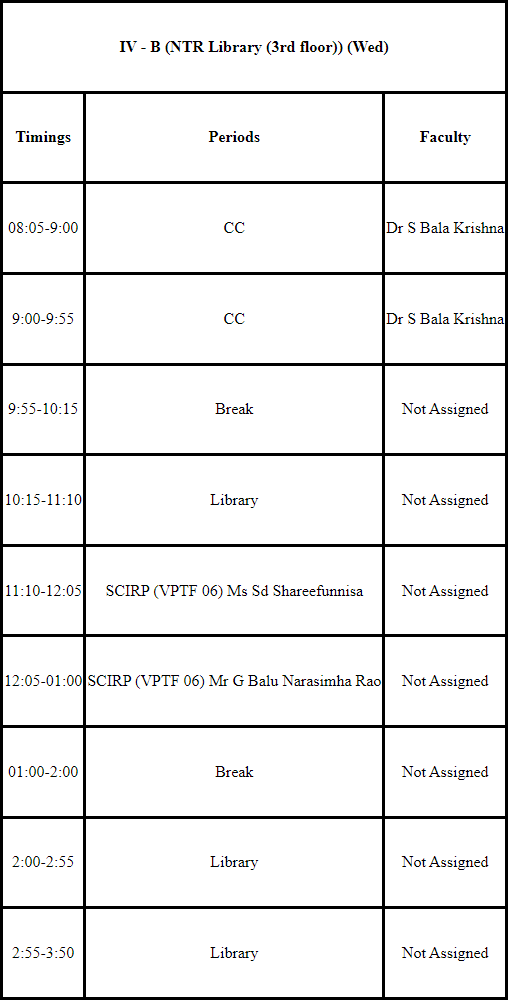 IV - B (NTR Library (3rd floor)) (Wed)
Timings Periods Faculty
08:05-9:00 CC Dr S Bala Krishna
9:00-9:55 CC Dr S Bala Krishna
9:55-10:15 Break Not Assigned
10:15-11:10 Library Not Assigned
11:10-12:05 SCIRP (VPTF 06) Ms Sd Shareefunnisa Not Assigned
12:05-01:00 SCIRP (VPTF 06) Mr G Balu Narasimha Rao Not Assigned
01:00-2:00 Break Not Assigned
2:00-2:55 Library Not Assigned
2:55-3:50 Library Not Assigned